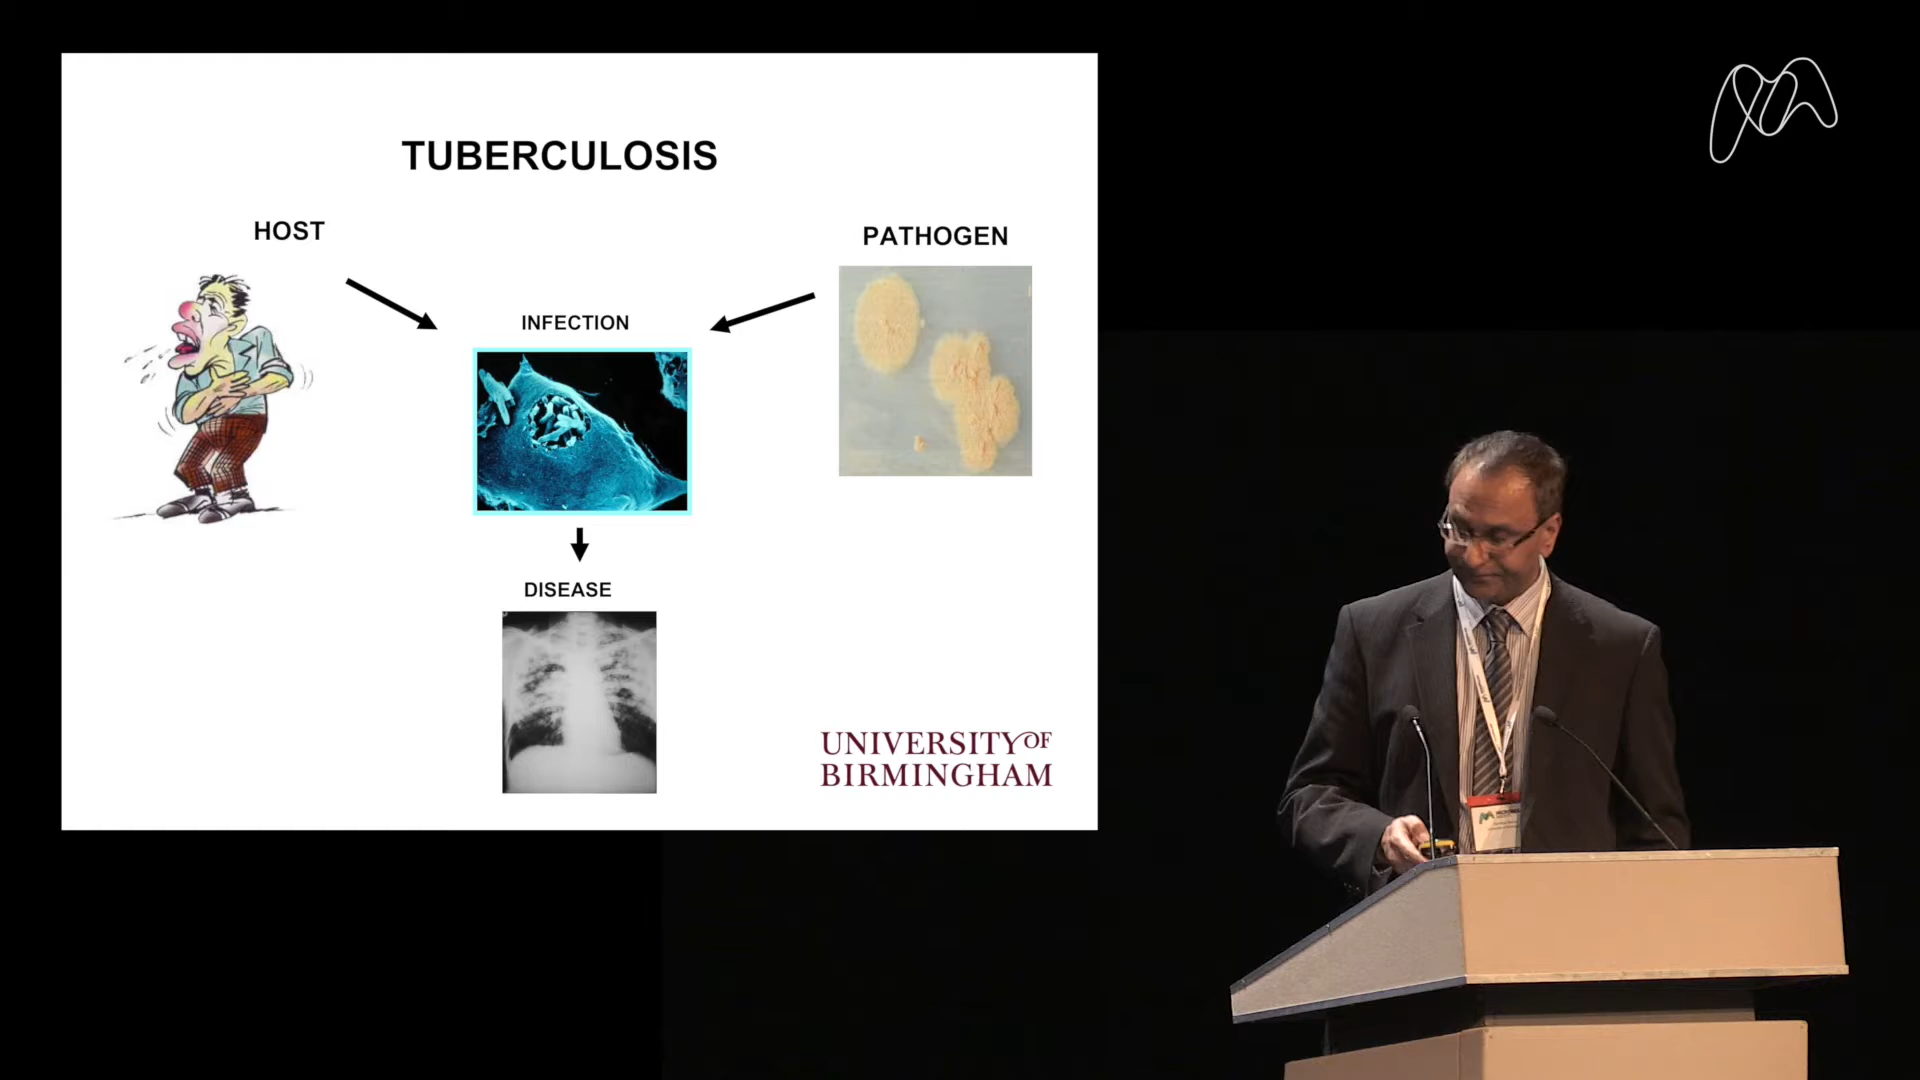 TUBERCULOSIS
HOST
PATHOGEN
INFECTION
DISEASE
UNIVERSITY OF
BIRMINGHAM